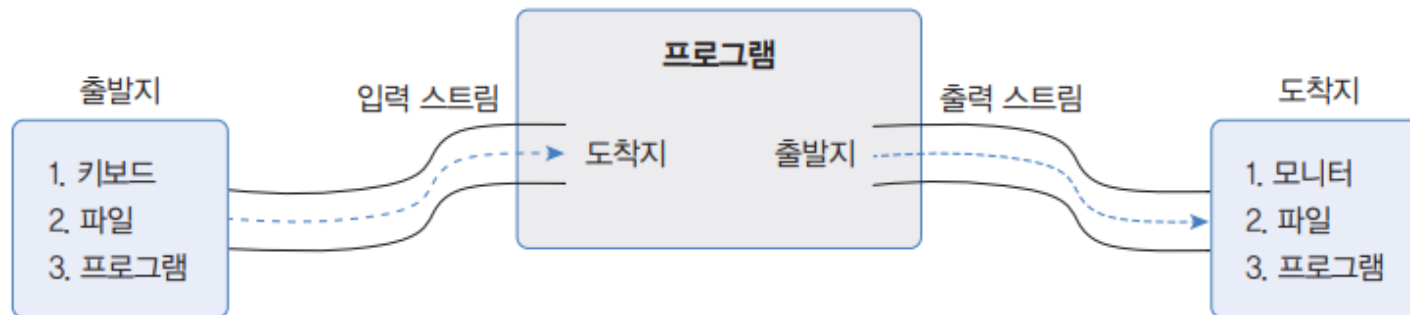 프로그램
출발지
입력 스트림
출력 스트림
도착지
1. 키보드
2. 파일
3. 프로그램
도착지
출발지
1. 모니터
2. 파일
3. 프로그램